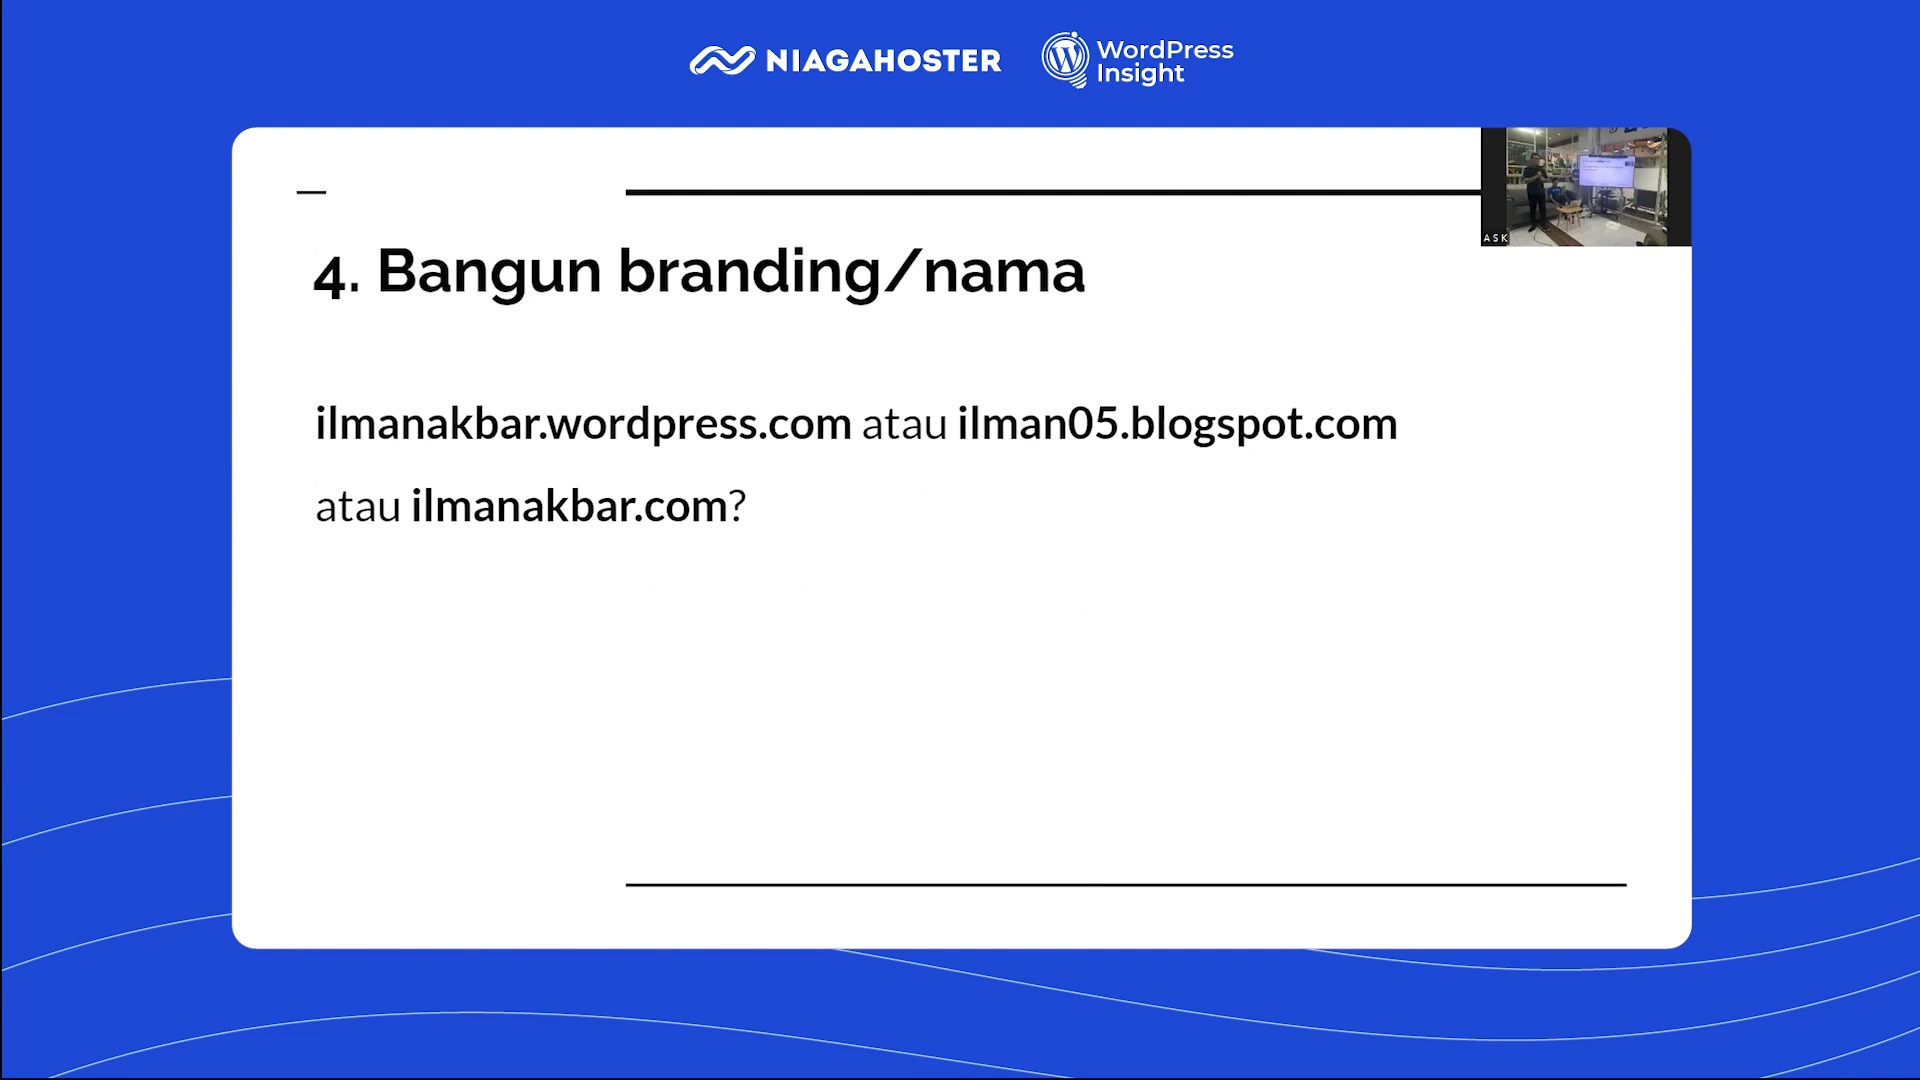 NIAGAHOSTER
WordPress
Insight
ASK
4. Bangun branding/nama
ilmanakbar.wordpress.com atau ilman05.blogspot.com
atau ilmanakbar.com?